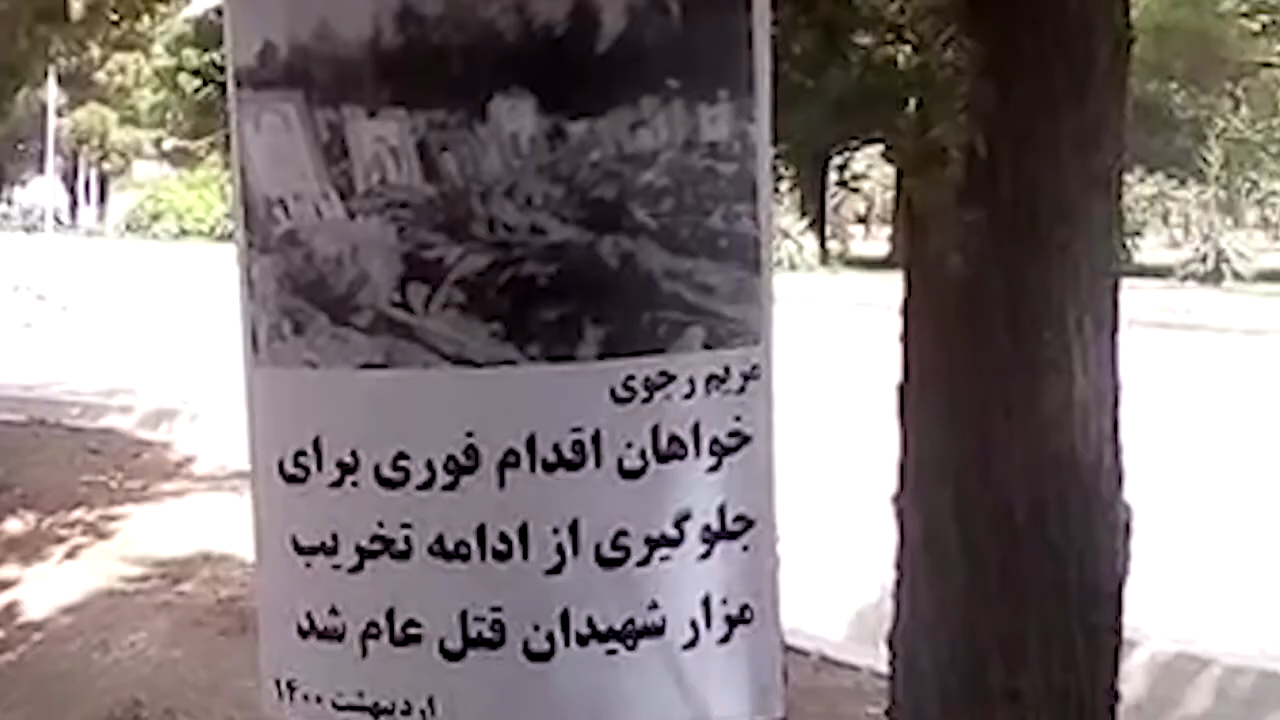 مریم رجوی
خواهان اقدام فوری برای
جلوگیری از ادامه تخریب
مزار شهیدان قتل عام شد
اردیبهشت ۱۴۰۰